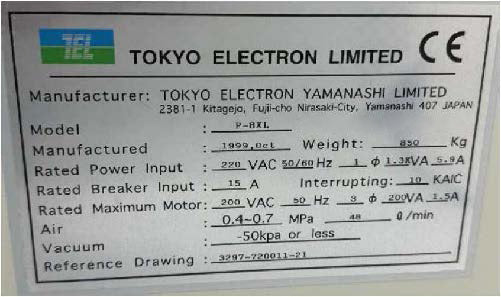 TEL
TOKYO ELECTRON LIMITED CE
Manufacturer: TOKYO ELECTRON YAMANASHI LIMITED
2381-1 Kitagejo, Fujii-cho Nirasaki-City, Yamanashi 407 JAPAN
Model : P-8XL
Manufactured : 1999,Oct Weight: 850 Kg
Rated Power Input : 220 VAC 50/60 Hz 1 ϕ 1.3KVA 5.9A
Rated Breaker Input : 15 A Interrupting: 10 KAIC
Rated Maximum Motor: 200 VAC 50 Hz 3 ϕ 200VA 1.5A
Air : 0.4~0.7 MPa 48 ℓ/min
Vacuum : -50kpa or less
Reference Drawing : 3297-720011-21